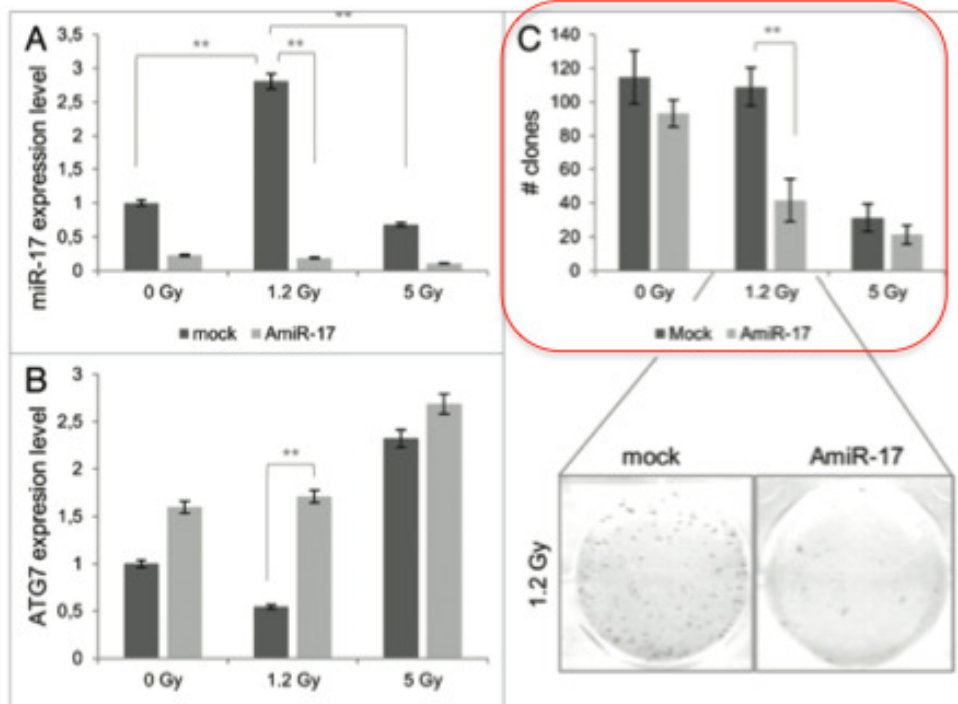 A
miR-17 expression level
3,5
3
2,5
2
1,5
1
0,5
0
**
**
**
0 Gy
1.2 Gy
5 Gy
mock
AmiR-17
B
ATG7 expresion level
3
2,5
2
1,5
1
0,5
0
**
0 Gy
1.2 Gy
5 Gy
C
# clones
140
120
100
80
60
40
20
0
**
0 Gy
1.2 Gy
5 Gy
Mock
AmiR-17
mock
AmiR-17
1.2 Gy